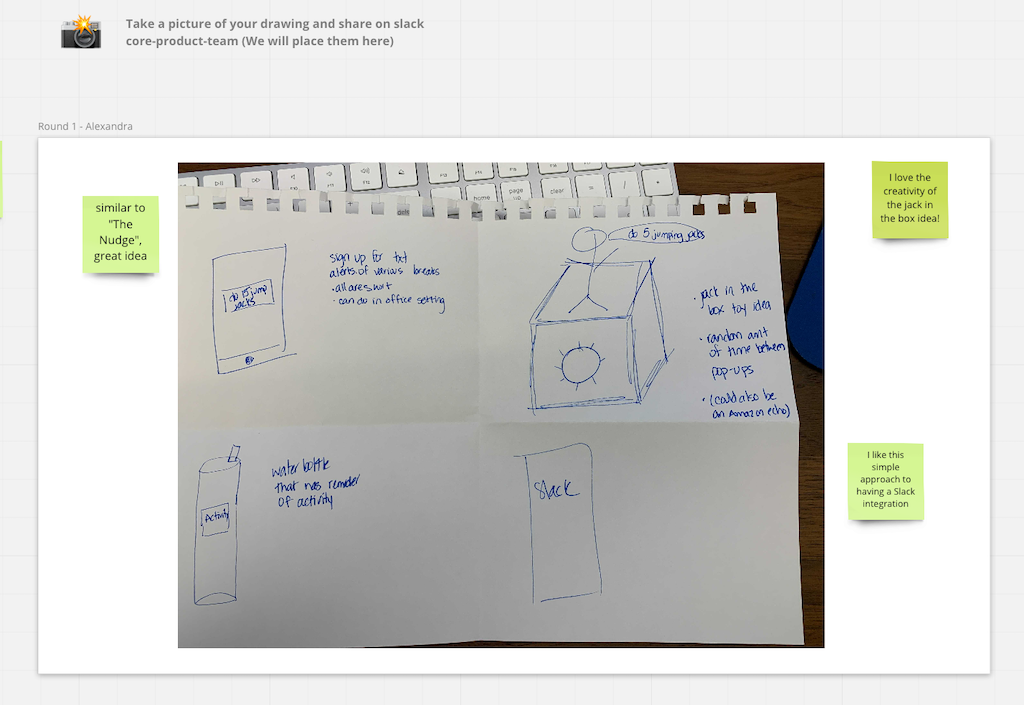 Take a picture of your drawing and share on slack
core-product-team (We will place them here)
Round 1 - Alexandra
similar to
"The
Nudge",
great idea
I love the
creativity of
the jack in
the box idea!
I like this
simple
approach to
having a Slack
integration
do 15 jump
jacks
sign up for txt
alerts of various breaks
· all are short
· can do in office setting
do 5 jumping jacks
· jack in the
box toy idea
· random amt
of time between
pop-ups
· (could also be
an Amazon echo)
Activity
water bottle
that has reminder
of activity
Slack
home
page
up
clear
=
/
*